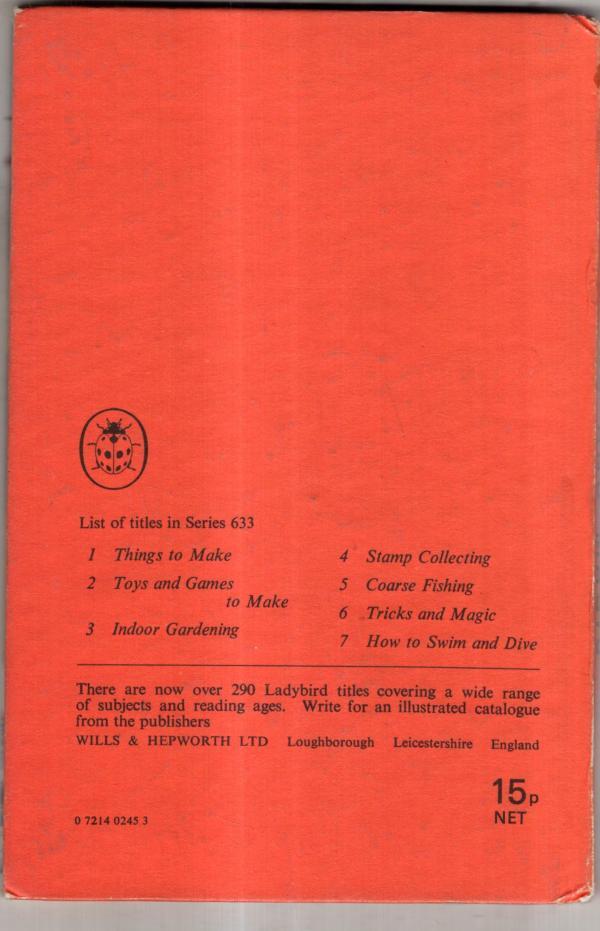 List of titles in Series 633
1 Things to Make
2 Toys and Games
to Make
3 Indoor Gardening
4 Stamp Collecting
5 Coarse Fishing
6 Tricks and Magic
7 How to Swim and Dive
There are now over 290 Ladybird titles covering a wide range
of subjects and reading ages. Write for an illustrated catalogue
from the publishers
WILLS & HEPWORTH LTD Loughborough Leicestershire England
15p
NET
0 7214 0245 3